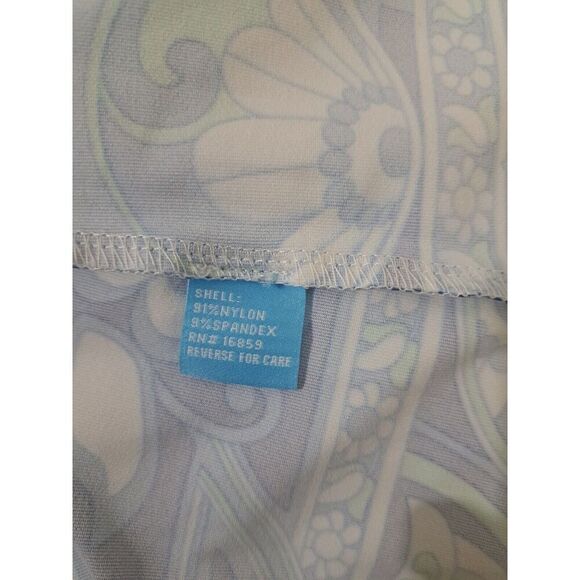 SHELL:
91%NYLON
9%SPANDEX
RN# 16859
REVERSE FOR CARE